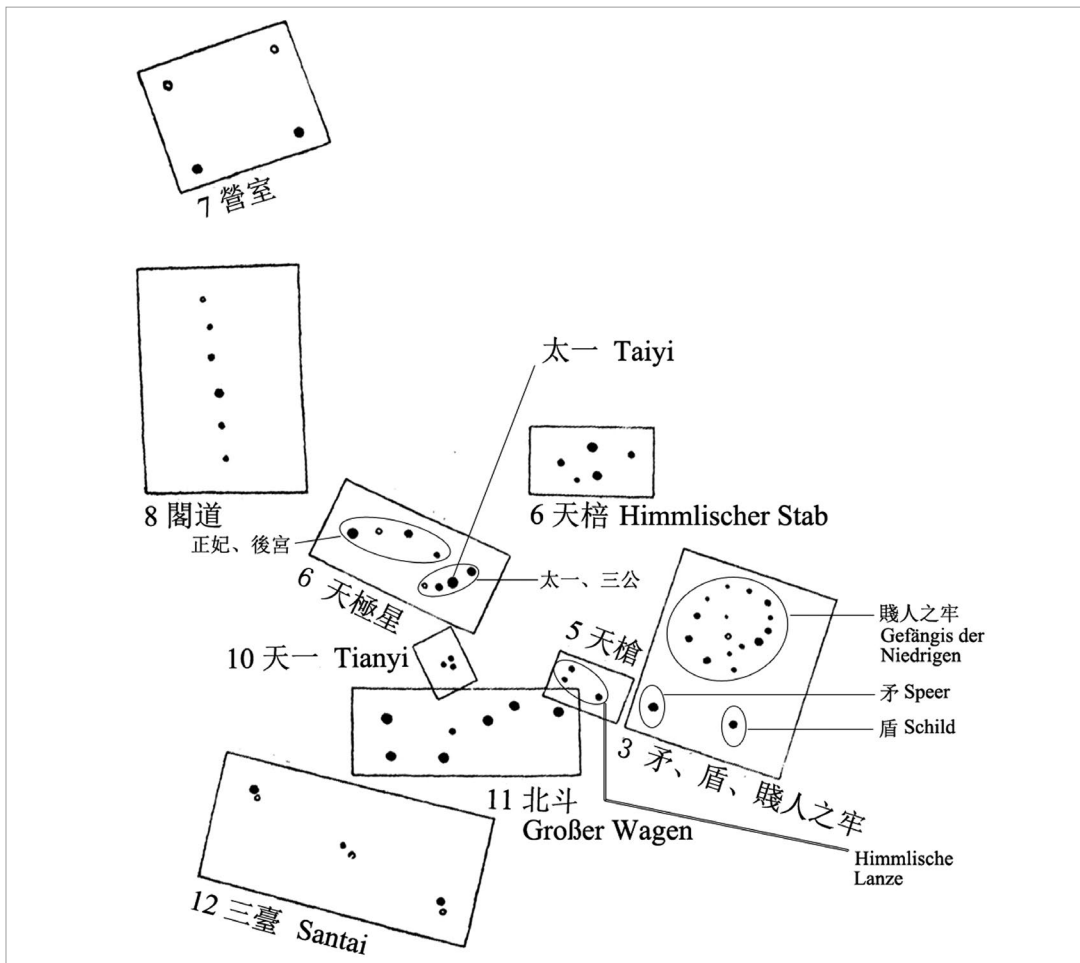 7 營室
太一 Taiyi
8 閣道
6 天棓 Himmlischer Stab
正妃、後宮
太一、三公
6 天極星
賤人之牢
Gefängis der
Niedrigen
5 天槍
10 天一 Tianyi
矛 Speer
盾 Schild
3 矛、盾、賤人之牢
11 北斗
Großer Wagen
Himmlische
Lanze
12 三臺 Santai